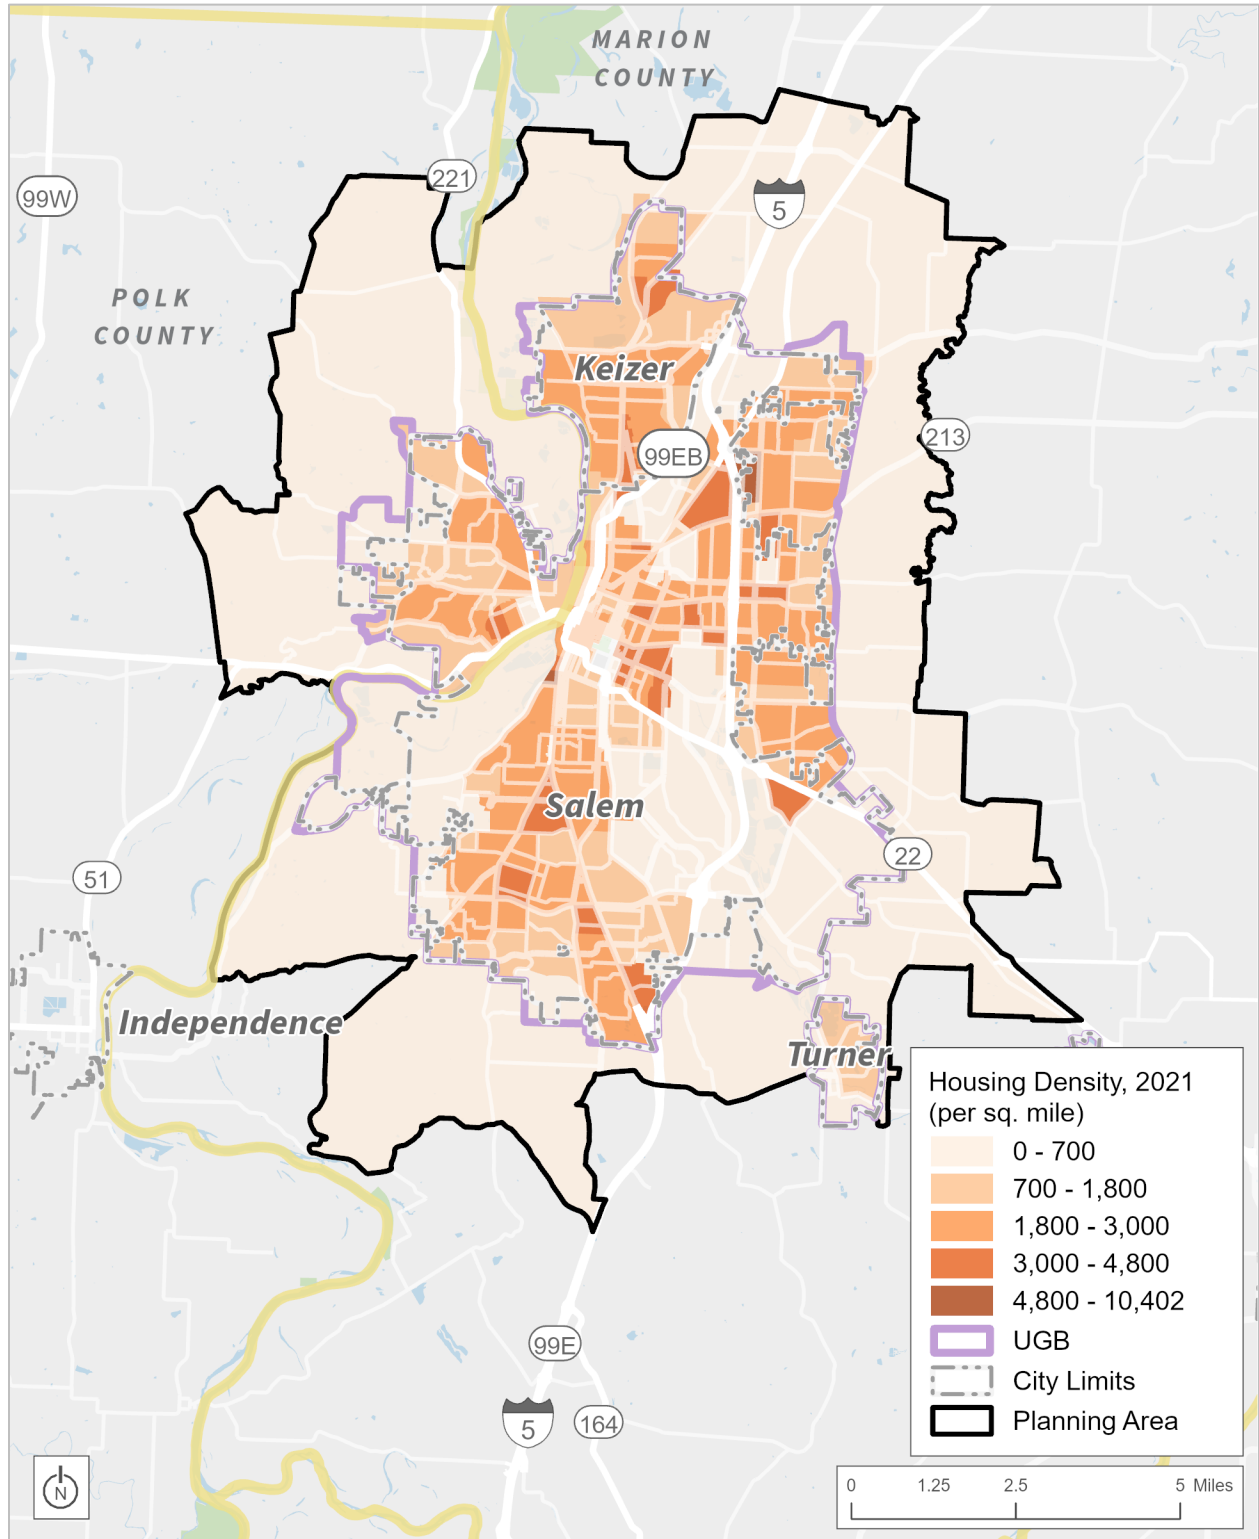 MARION
COUNTY
221
99W
5
POLK
COUNTY
Keizer
213
99EB
Salem
22
51
Independence
Turner
Housing Density, 2021
(per sq. mile)
0 - 700
700 - 1,800
1,800 - 3,000
3,000 - 4,800
4,800 - 10,402
UGB
City Limits
Planning Area
99E
5
164
N
0 1.25 2.5 5 Miles